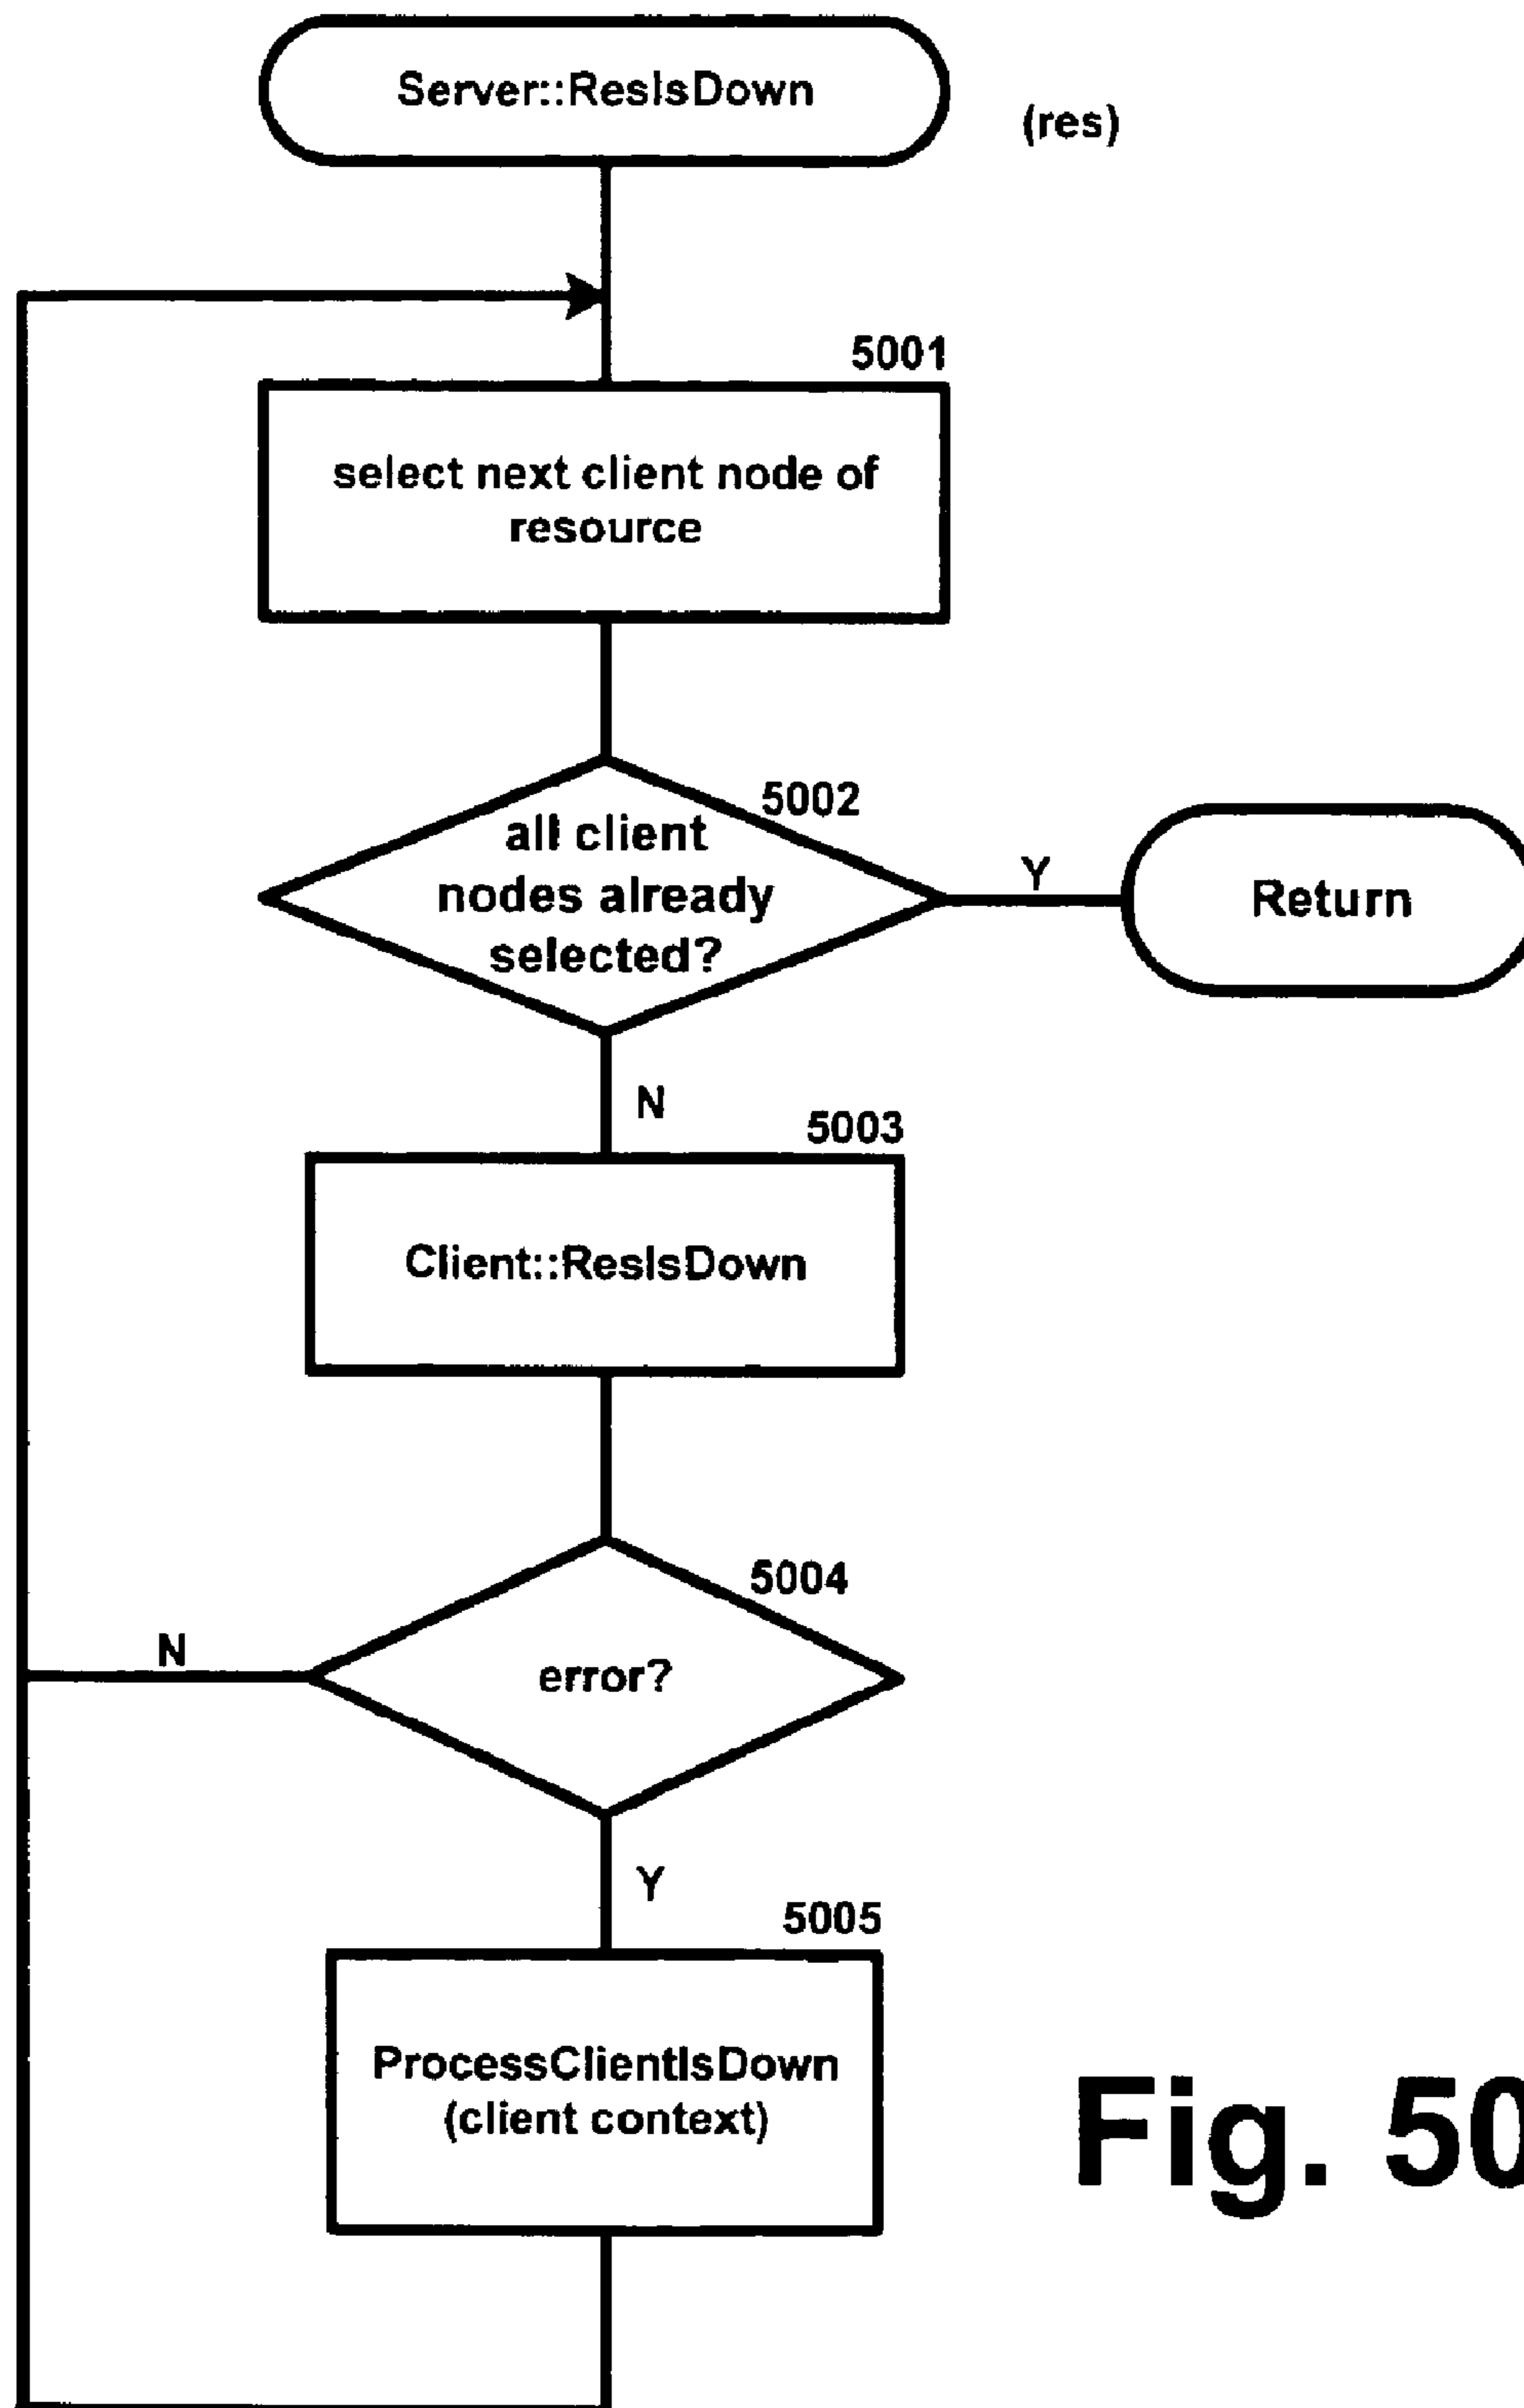 Server::ResIsDown
(res)
5001
select next client node of
resource
5002
all client
nodes already
selected?
Y
Return
N
5003
Client::ResIsDown
5004
error?
N
Y
5005
ProcessClientIsDown
(client context)
Fig. 50